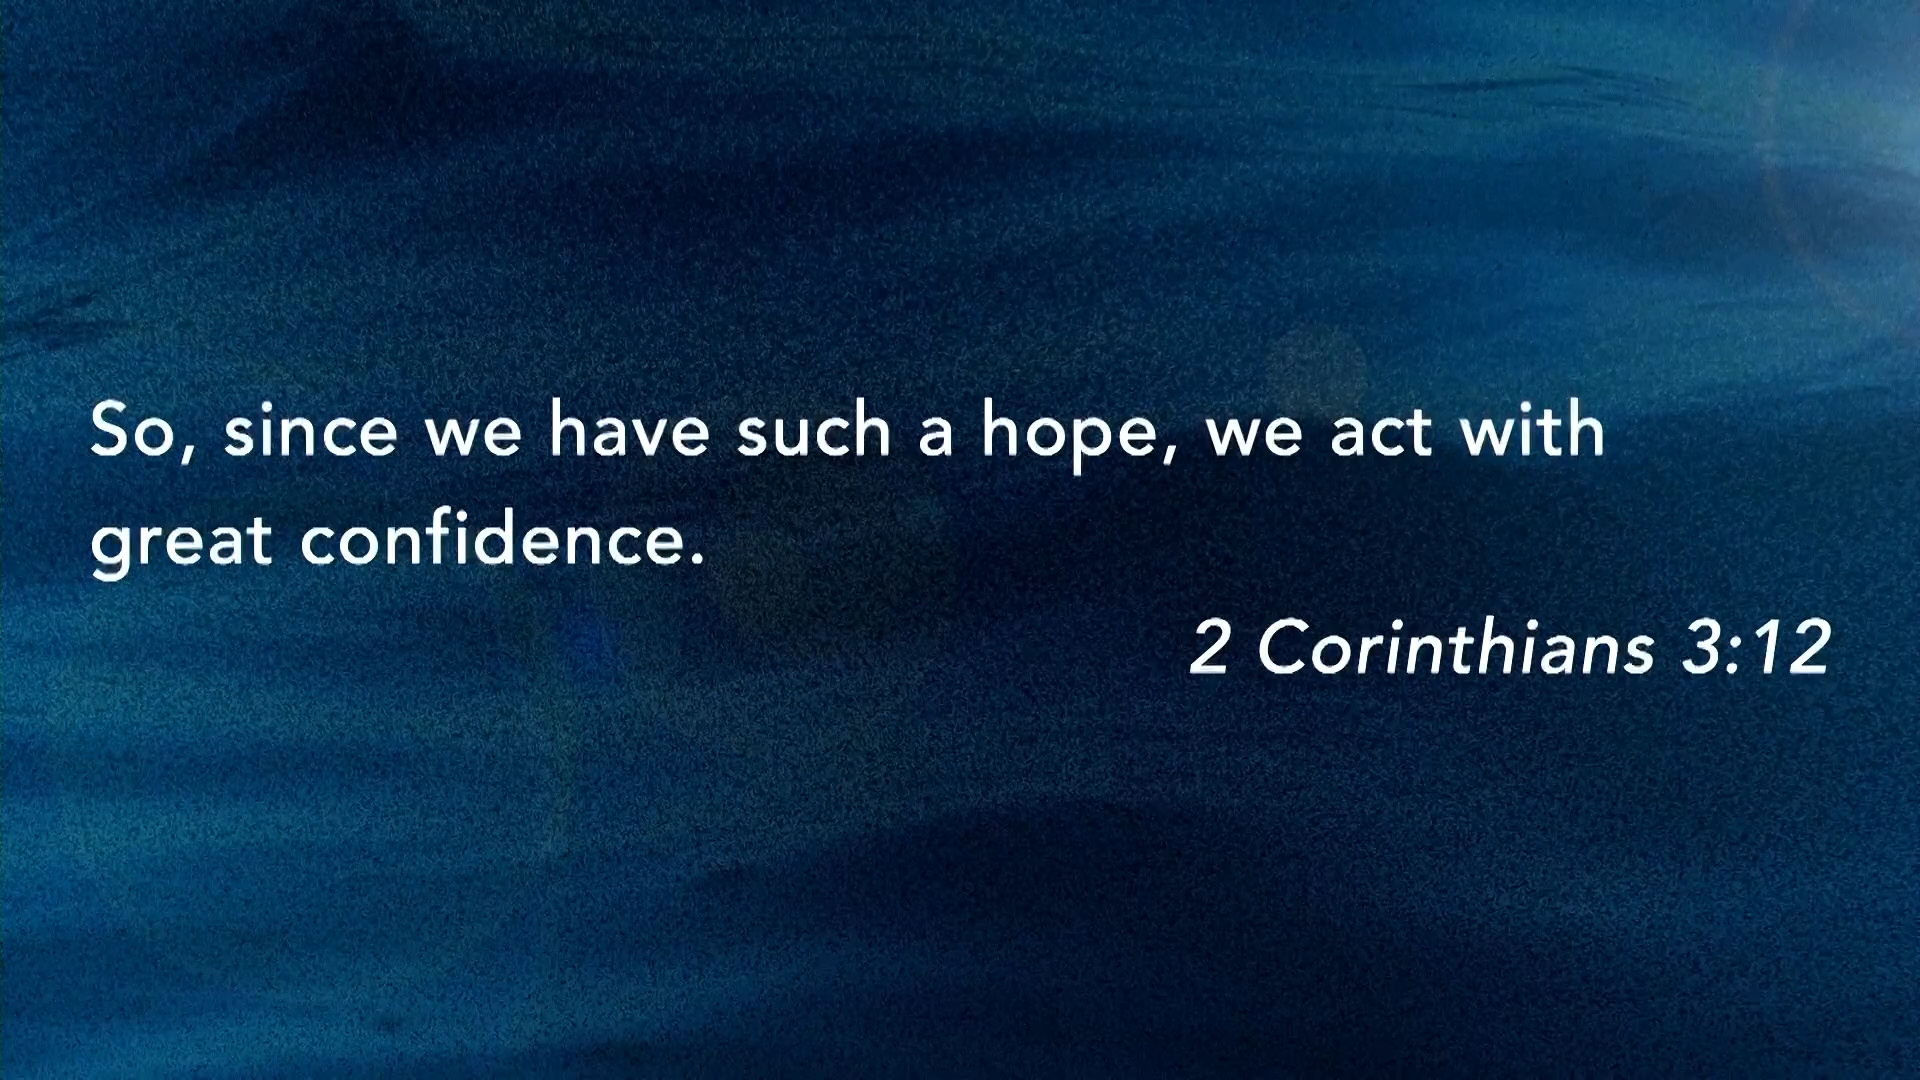 So, since we have such a hope, we act with
great confidence.
2 Corinthians 3:12